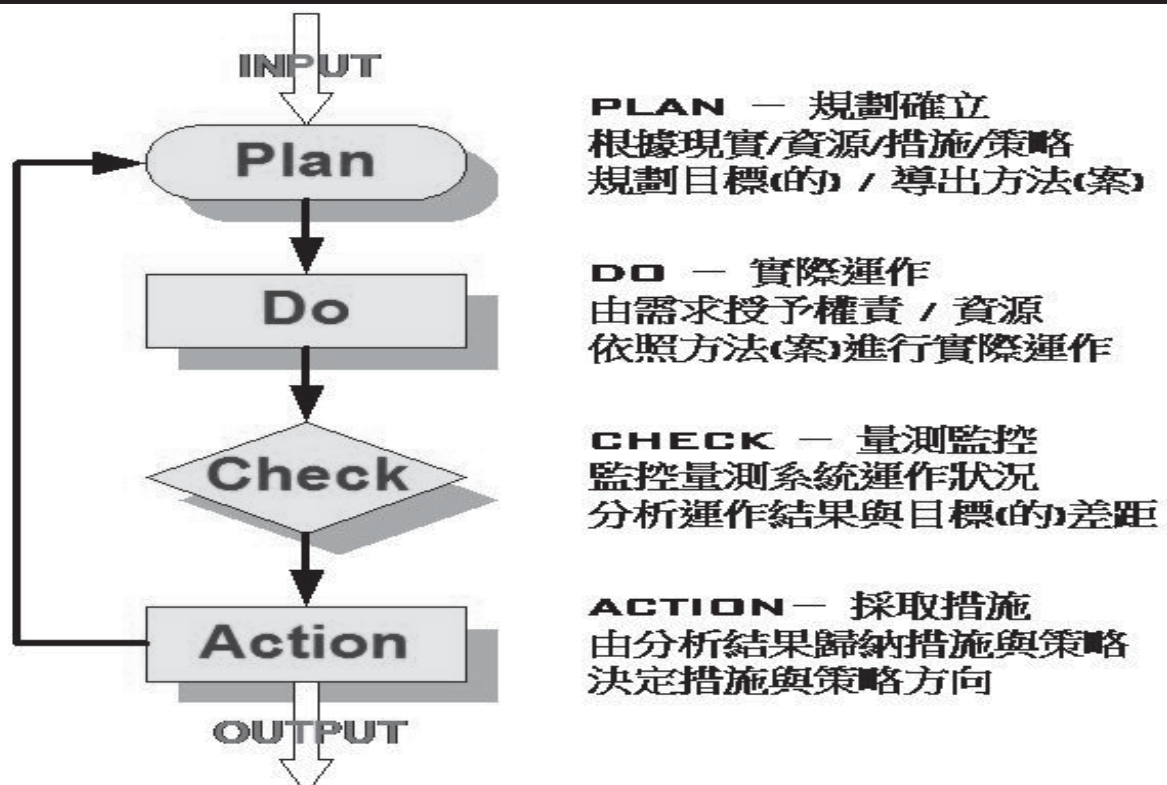 INPUT
Plan
Do
Check
Action
OUTPUT
PLAN － 規劃確立
根據現實/資源/措施/策略
規劃目標(的) / 導出方法(案)
DO － 實際運作
由需求授予權責 / 資源
依照方法(案)進行實際運作
CHECK － 量測監控
監控量測系統運作狀況
分析運作結果與目標(的)差距
ACTION－ 採取措施
由分析結果歸納措施與策略
決定措施與策略方向